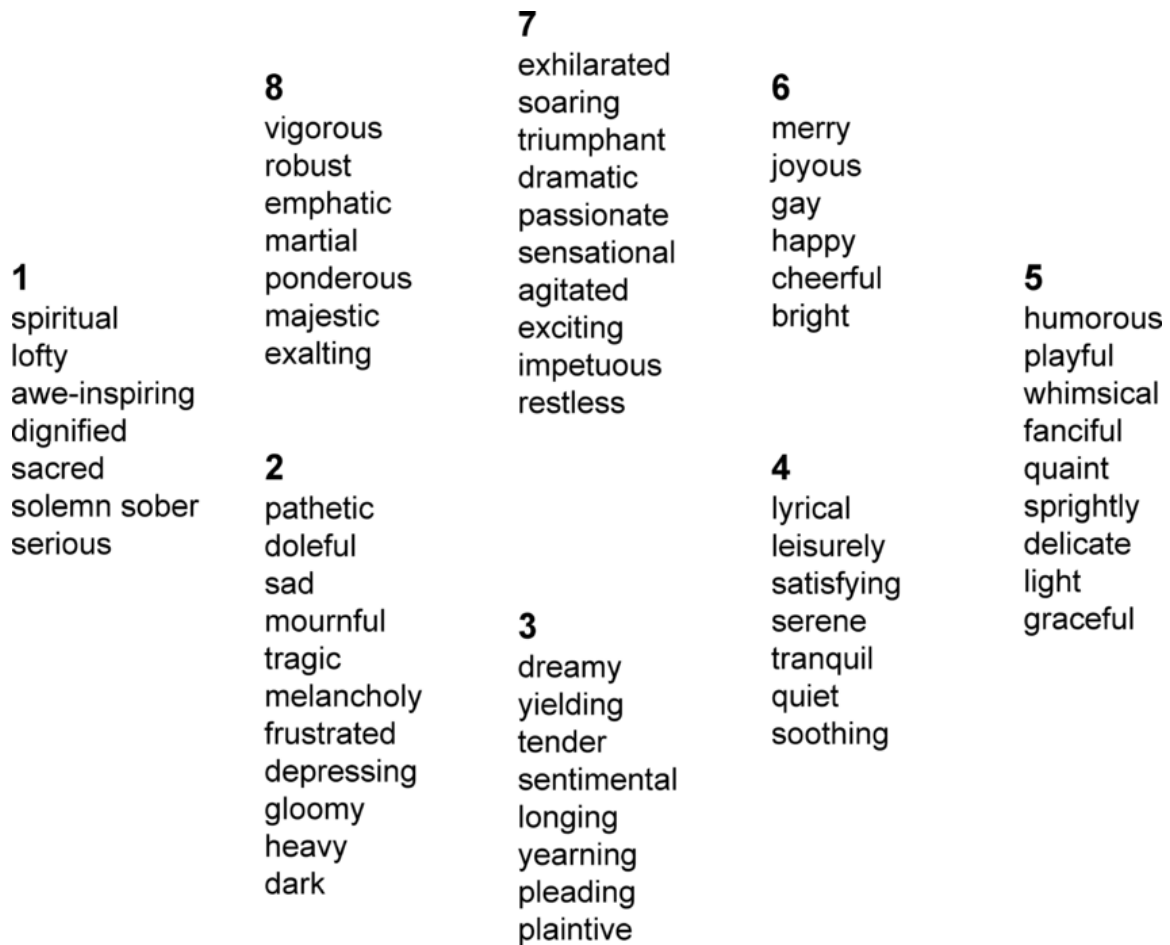 7
exhilarated
soaring
triumphant
dramatic
passionate
sensational
agitated
exciting
impetuous
restless
8
vigorous
robust
emphatic
martial
ponderous
majestic
exalting
6
merry
joyous
gay
happy
cheerful
bright
1
spiritual
lofty
awe-inspiring
dignified
sacred
solemn sober
serious
5
humorous
playful
whimsical
fanciful
quaint
sprightly
delicate
light
graceful
2
pathetic
doleful
sad
mournful
tragic
melancholy
frustrated
depressing
gloomy
heavy
dark
4
lyrical
leisurely
satisfying
serene
tranquil
quiet
soothing
3
dreamy
yielding
tender
sentimental
longing
yearning
pleading
plaintive